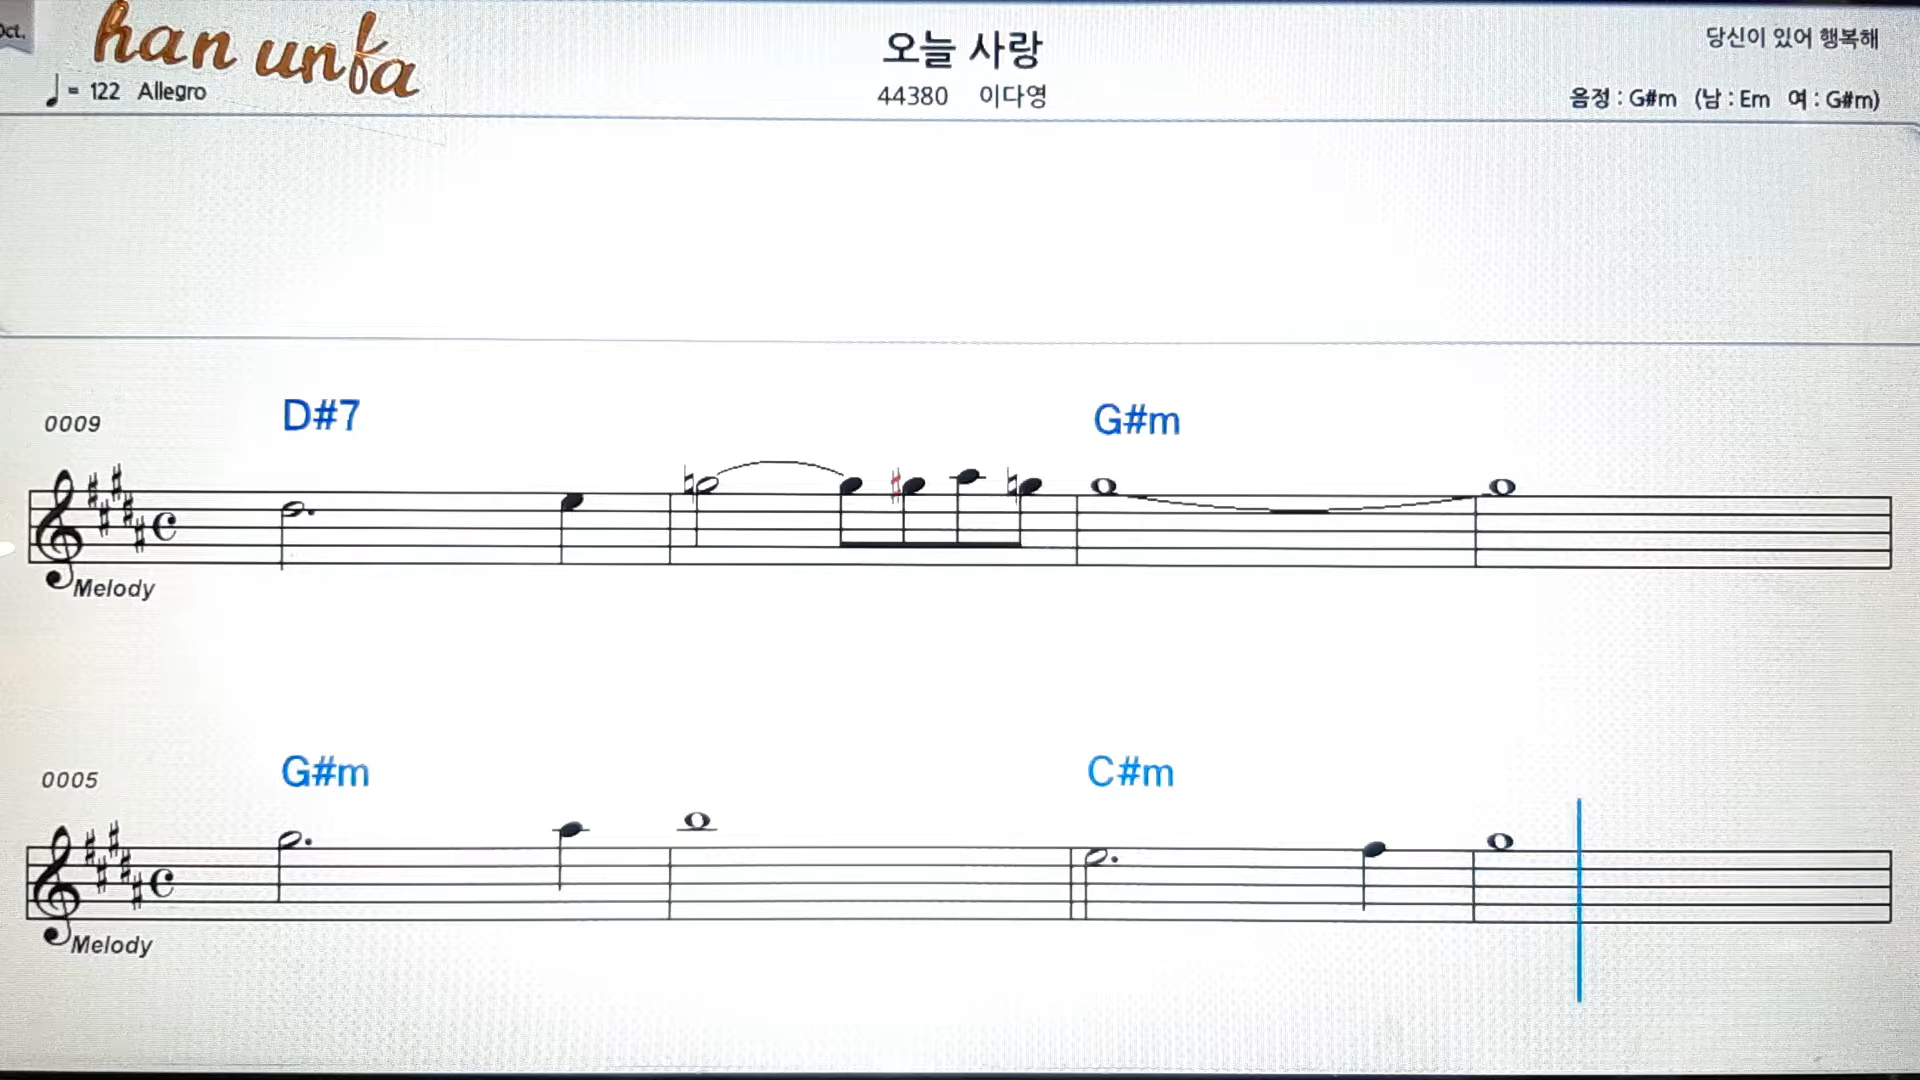 Oct.
han unfa
♩ = 122 Allegro
오늘 사랑
44380 이다영
당신이 있어 행복해
음정 : G#m (남 : Em 여 : G#m)
0009
D#7
G#m
Melody
0005
G#m
C#m
Melody